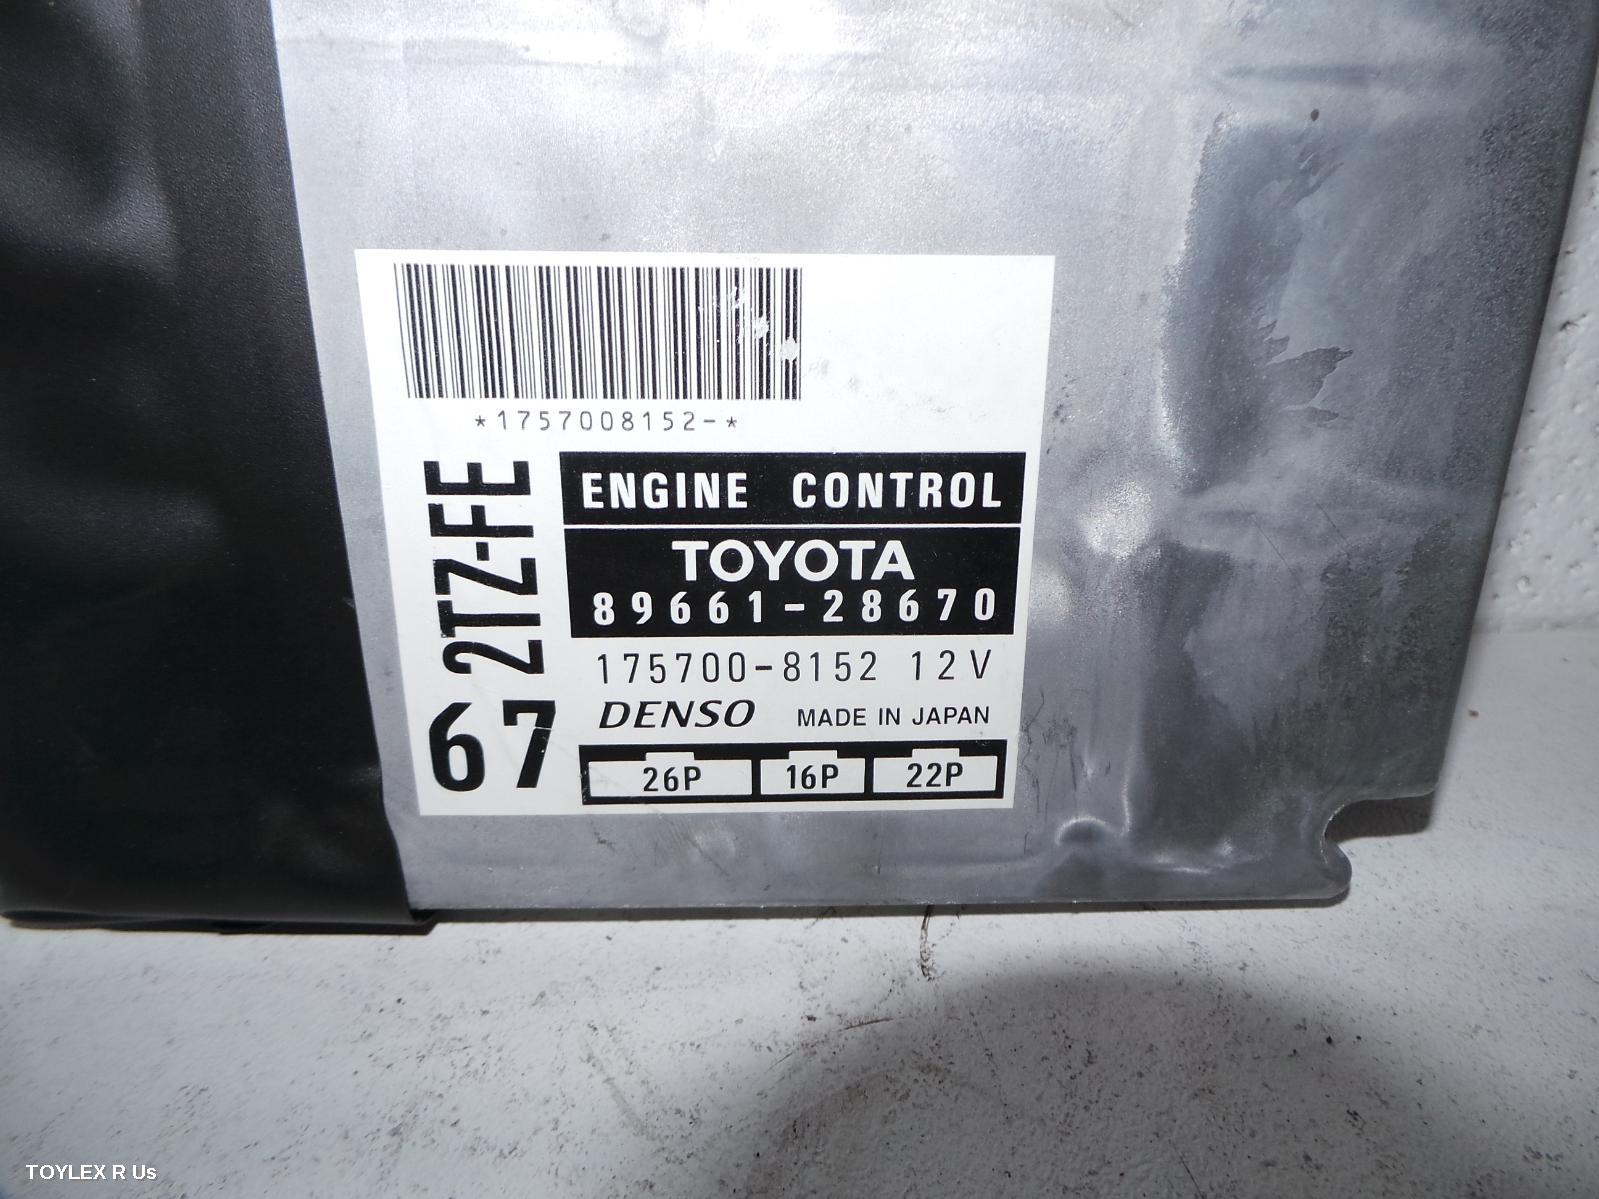 *1757008152-*
2TZ-FE
67
ENGINE CONTROL
TOYOTA
89661-28670
175700-8152 12V
DENSO MADE IN JAPAN
26P 16P 22P
TOYLEX R Us